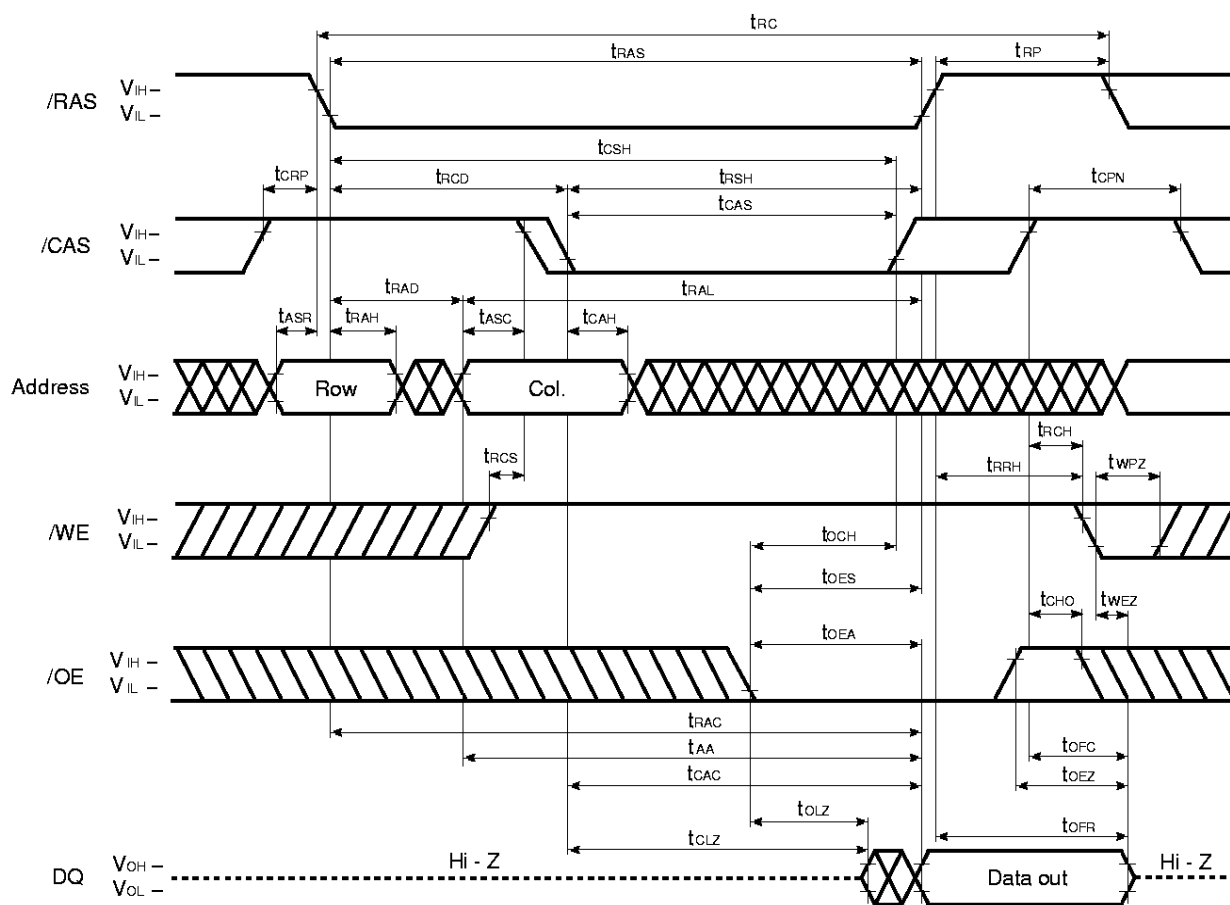 tRC
tRAS tRP
/RAS VIH –
VIL –
tCSH
tCRP tRCD tRSH tCPN
tCAS
/CAS VIH –
VIL –
tRAD tRAL
tASR tRAH tASC tCAH
Address VIH –
VIL –
Row Col.
tRCH
tRCS tRRH tWPZ
/WE VIH –
VIL –
tOCH
tOES
tCHO tWEZ
tOEA
/OE VIH –
VIL –
tRAC
tAA tOFC
tCAC tOEZ
tOLZ
tCLZ tOFR
DQ VOH –
VOL –
Hi - Z Data out Hi - Z